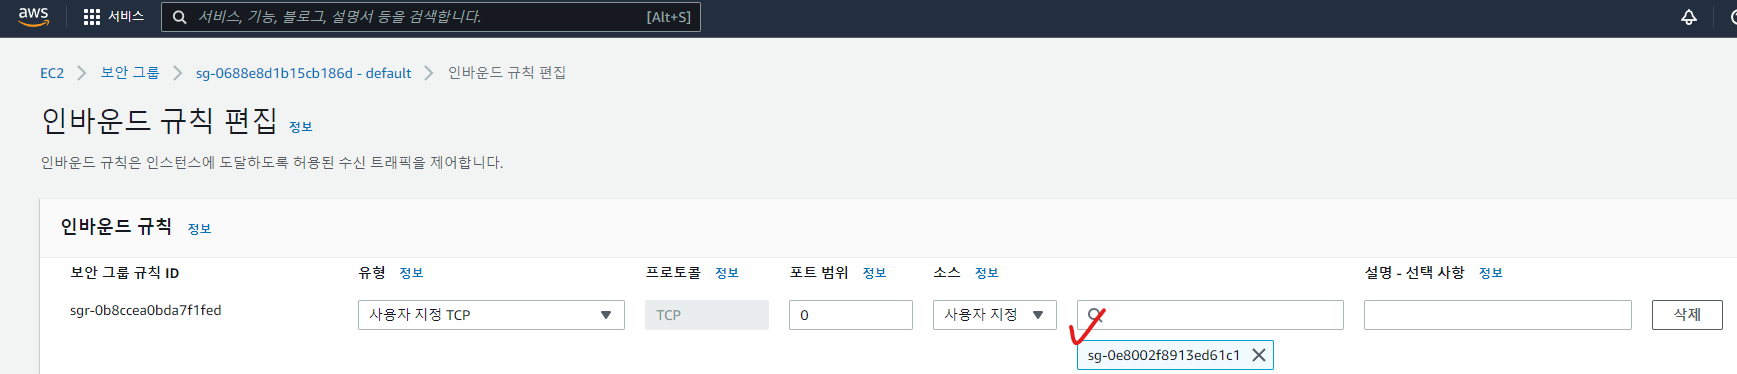 aws 서비스 서비스, 기능, 블로그, 설명서 등을 검색합니다. [Alt+S]
EC2 > 보안 그룹 > sg-0688e8d1b15cb186d - default > 인바운드 규칙 편집
인바운드 규칙 편집 정보
인바운드 규칙은 인스턴스에 도달하도록 허용된 수신 트래픽을 제어합니다.
인바운드 규칙 정보
보안 그룹 규칙 ID 유형 정보 프로토콜 정보 포트 범위 정보 소스 정보 설명 - 선택 사항 정보
sgr-0b8ccea0bda7f1fed 사용자 지정 TCP TCP 0 사용자 지정 삭제
sg-0e8002f8913ed61c1